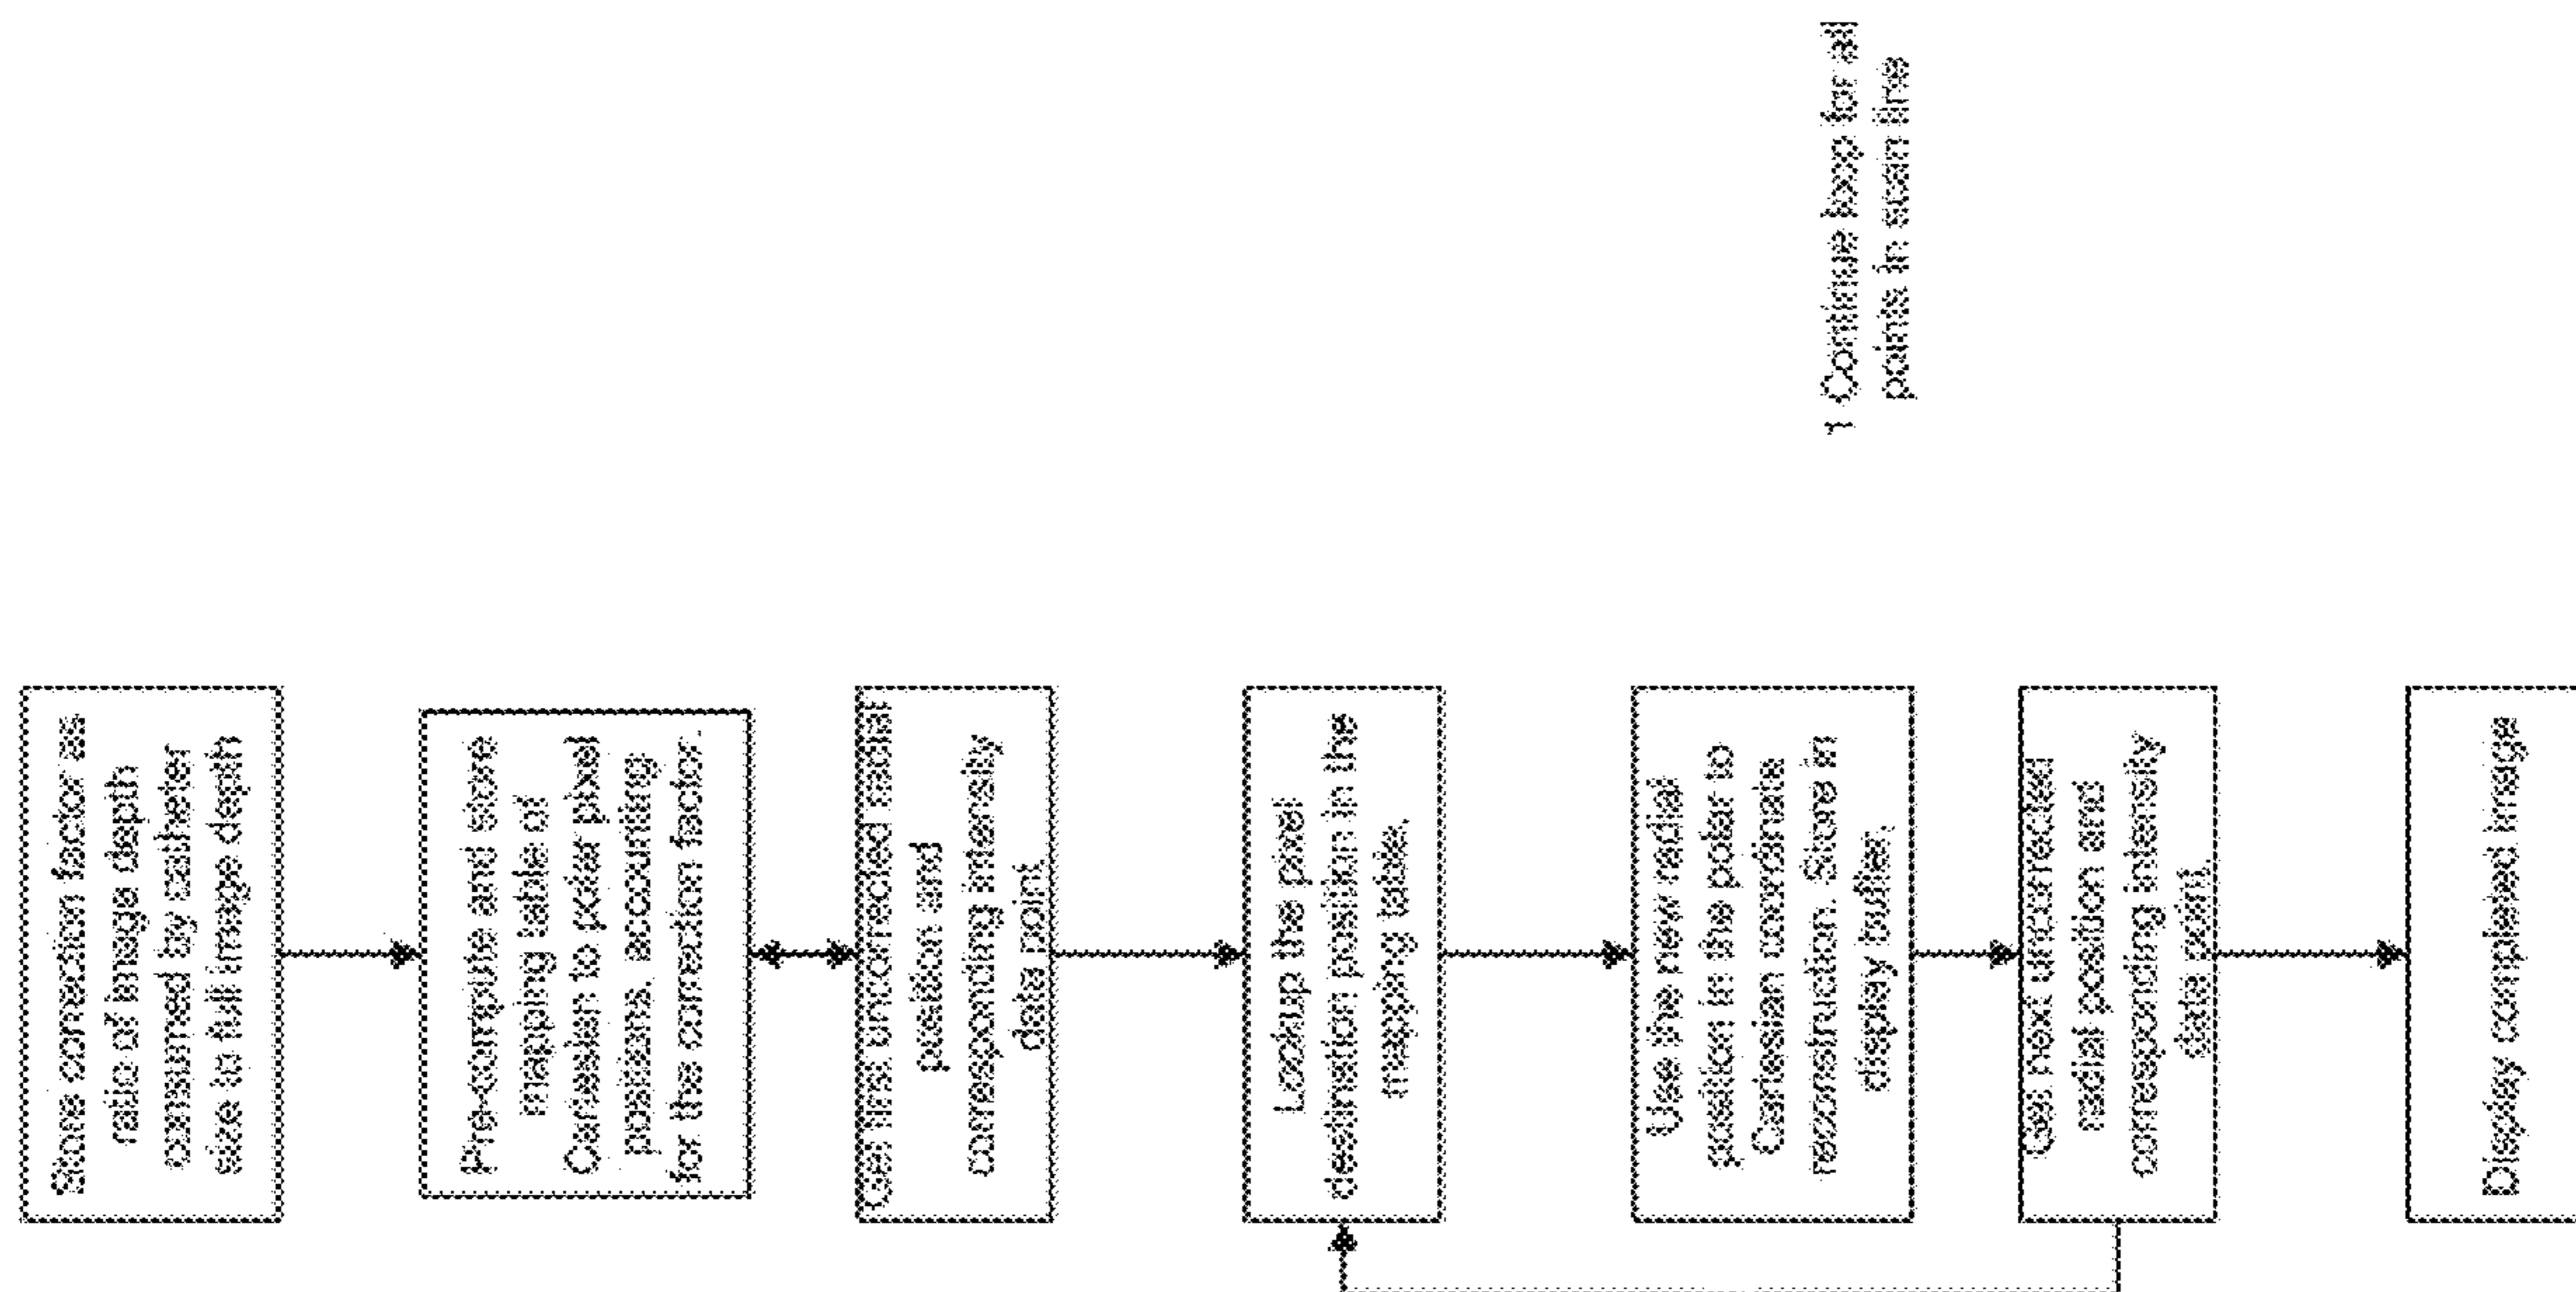 Store correction factor as
ratio of image depth
consumed by catheter
size to full image depth
Pre-compute and store
mapping table of
Cartesian to polar pixel
positions, accounting
for the correction factor.
Get first uncorrected radial
position and
corresponding intensity
data point.
Lookup the pixel
destination position in the
mapping table.
Use the new radial
position in the polar to
Cartesian coordinate
reconstruction. Store in
display buffer.
Get next uncorrected
radial position and
corresponding intensity
data point.
Display completed image
Continue loop for all
points in scan line